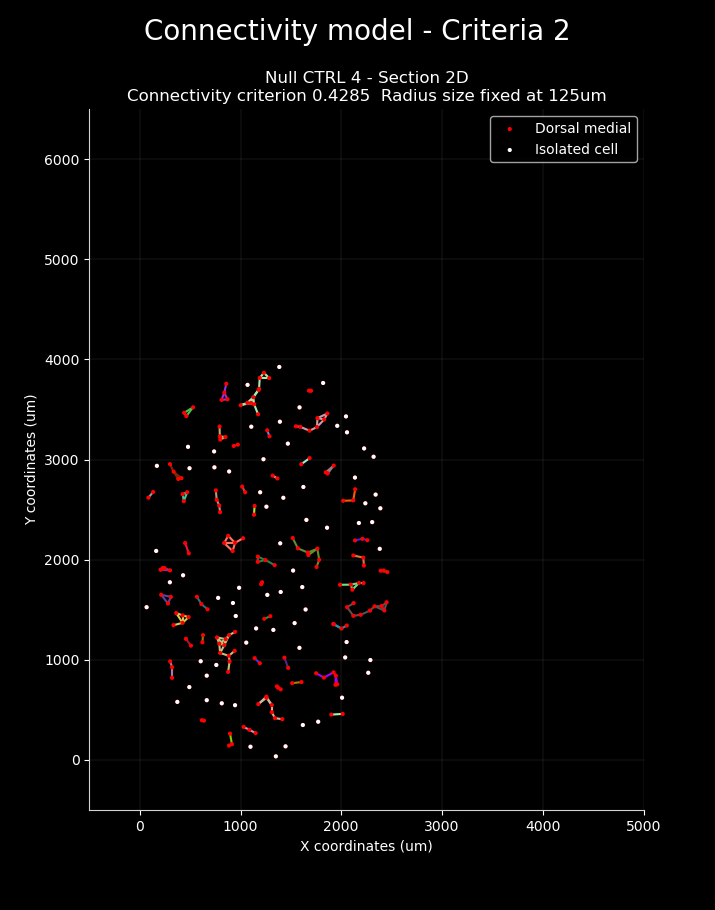 Connectivity model - Criteria 2
Null CTRL 4 - Section 2D
Connectivity criterion 0.4285  Radius size fixed at 125um
Dorsal medial
Isolated cell
6000
5000
4000
3000
2000
1000
0
Y coordinates (um)
0
1000
2000
3000
4000
5000
X coordinates (um)